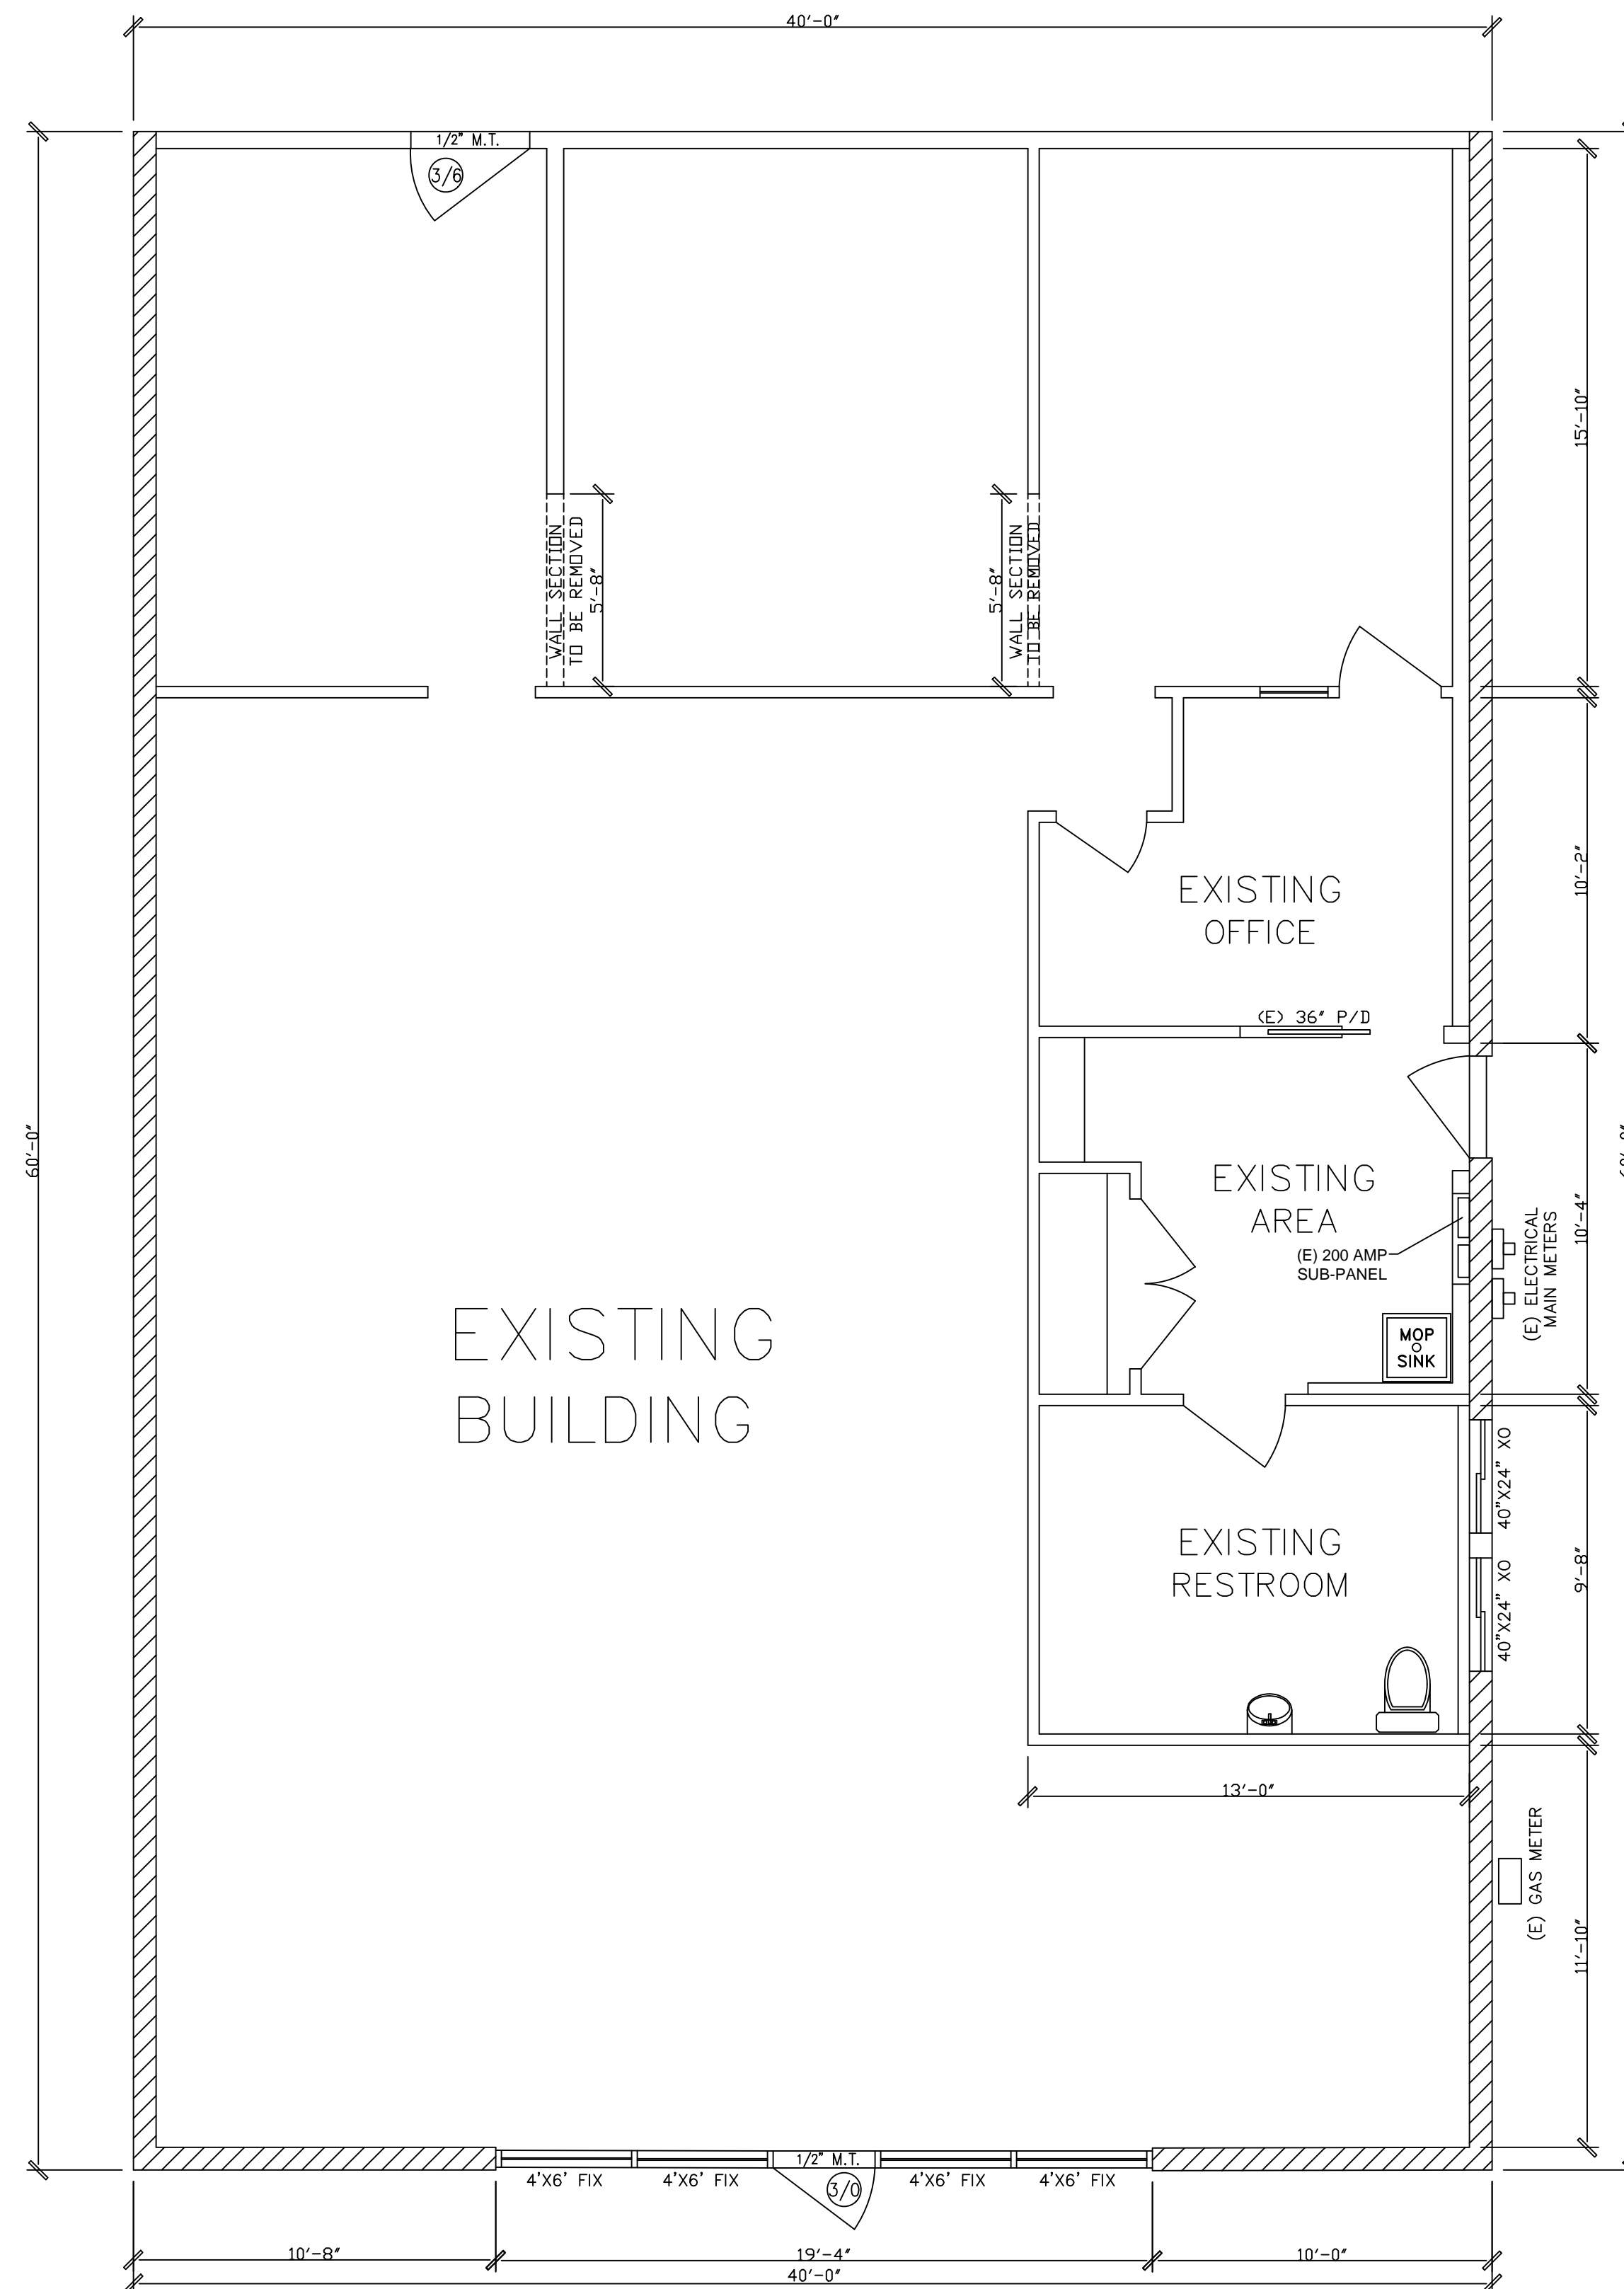 40'-0"
1/2" M.T.
3/6
15'-10"
WALL SECTION
TO BE REMOVED
5'-8"
5'-8"
WALL SECTION
TO BE REMOVED
10'-2"
EXISTING
OFFICE
(E) 36" P/D
60'-0"
60'-0"
EXISTING
AREA
(E) 200 AMP
SUB-PANEL
10'-4"
(E) ELECTRICAL
MAIN METERS
MOP
SINK
EXISTING
BUILDING
40"X24" XO
EXISTING
RESTROOM
9'-8"
40"X24" XO
13'-0"
(E) GAS METER
11'-10"
1/2" M.T.
4'X6' FIX
4'X6' FIX
3/0
4'X6' FIX
4'X6' FIX
10'-8"
19'-4"
10'-0"
40'-0"